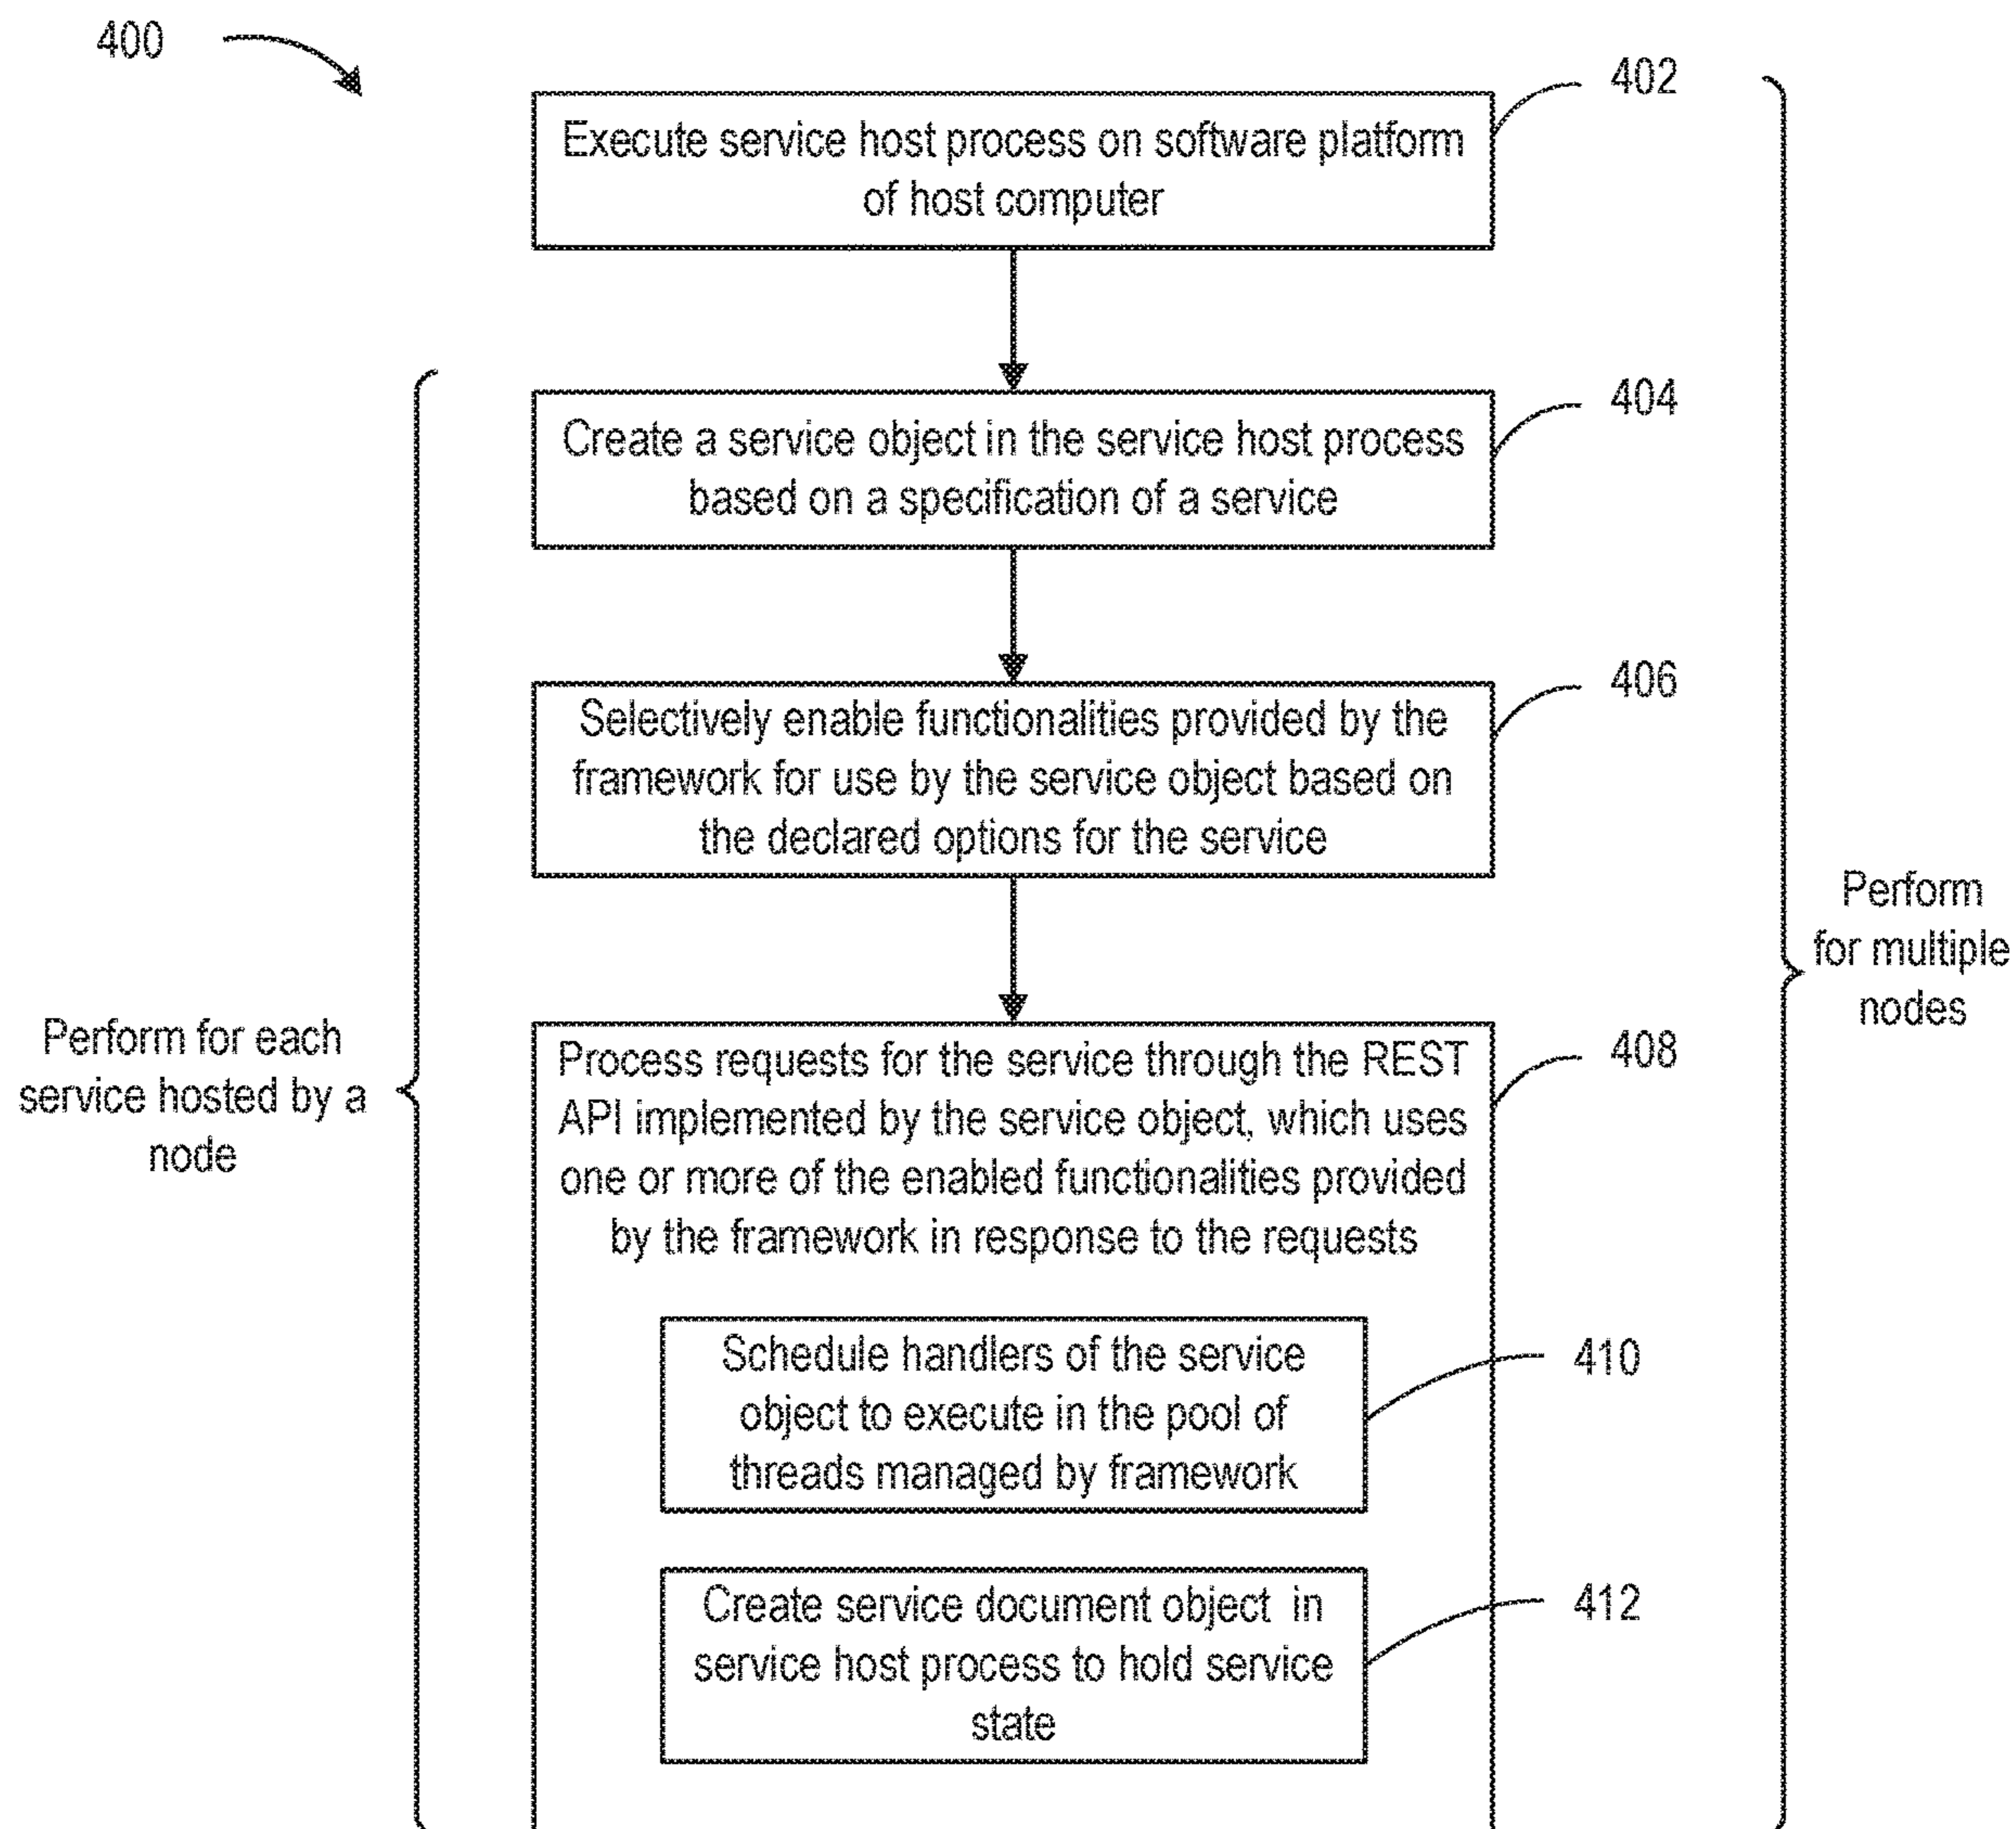 400
402
Execute service host process on software platform
of host computer
404
Create a service object in the service host process
based on a specification of a service
406
Selectively enable functionalities provided by the
framework for use by the service object based on
the declared options for the service
Perform
for multiple
nodes
Perform for each
service hosted by a
node
408
Process requests for the service through the REST
API implemented by the service object, which uses
one or more of the enabled functionalities provided
by the framework in response to the requests
410
Schedule handlers of the service
object to execute in the pool of
threads managed by framework
412
Create service document object in
service host process to hold service
state